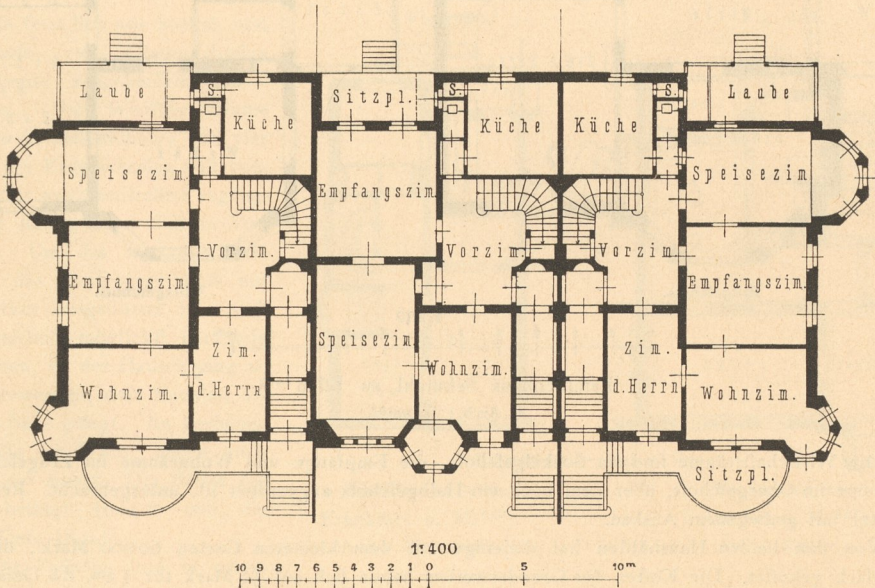 Laube
S.
Küche
Sitzpl.
S.
Küche
Küche
S.
Laube
Speisezim.
Empfangszim.
Speisezim.
Vorzim.
Vorzim.
Vorzim.
Empfangszim.
Empfangszim.
Speisezim.
Zim.
d.Herrn
Wohnzim.
Wohnzim.
Zim.
d.Herrn
Wohnzim.
Sitzpl.
1:400
10 9 8 7 6 5 4 3 2 1 0 5 10m